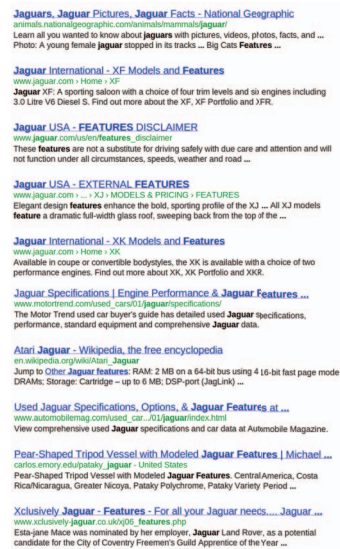 Jaguars, Jaguar Pictures, Jaguar Facts - National Geographic
animals.nationalgeographic.com/animals/mammals/jaguar/
Learn all you wanted to know about jaguars with pictures, videos, photos, facts, and ...
Photo: A young female jaguar stopped in its tracks ... Big Cats Features ...
Jaguar International - XF Models and Features
www.jaguar.com › Home › XF
Jaguar XF: A sporting saloon with a choice of four trim levels and six engines including
3.0 Litre V6 Diesel S. Find out more about the XF, XF Portfolio and XFR.
Jaguar USA - FEATURES DISCLAIMER
www.jaguar.com/us/en/features_disclaimer
These features are not a substitute for driving safely with due care and attention and will
not function under all circumstances, speeds, weather and road ...
Jaguar USA - EXTERNAL FEATURES
www.jaguar.com › ... › XJ › MODELS & PRICING › FEATURES
Elegant design features enhance the bold, sporting profile of the XJ ... All XJ models
feature a dramatic full-width glass roof, sweeping back from the top of the ...
Jaguar International - XK Models and Features
www.jaguar.com › Home › XK
Available in coupe or convertible bodystyles, the XK is available with a choice of two
performance engines. Find out more about XK, XK Portfolio and XKR.
Jaguar Specifications | Engine Performance & Jaguar Features ...
www.motortrend.com/used_cars/01/jaguar/specifications/
The Motor Trend used car buyer's guide has detailed used Jaguar specifications,
performance, standard equipment and comprehensive Jaguar data.
Atari Jaguar - Wikipedia, the free encyclopedia
en.wikipedia.org/wiki/Atari_Jaguar
Jump to Other Jaguar features: RAM: 2 MB on a 64-bit bus using 4 16-bit fast page mode
DRAMs; Storage: Cartridge – up to 6 MB; DSP-port (JagLink) ...
Used Jaguar Specifications, Options, & Jaguar Features at ...
www.automobilemag.com/used_car.../01/jaguar/index.html
View comprehensive used Jaguar specifications and car data at Automobile Magazine.
Pear-Shaped Tripod Vessel with Modeled Jaguar Features | Michael ...
carlos.emory.edu/pataky_jaguar - United States
Pear-Shaped Tripod Vessel with Modeled Jaguar Features. Central America, Costa
Rica/Nicaragua, Greater Nicoya, Pataky Polychrome, Pataky Variety Period ...
Xclusively Jaguar - Features - For all your Jaguar needs.... Jaguar ...
www.xclusively-jaguar.co.uk/xj06_features.php
Esta-jane Mace was nominated by her employer, Jaguar Land Rover, as a potential
candidate for the City of Coventry Freemen's Guild Apprentice of the Year ...